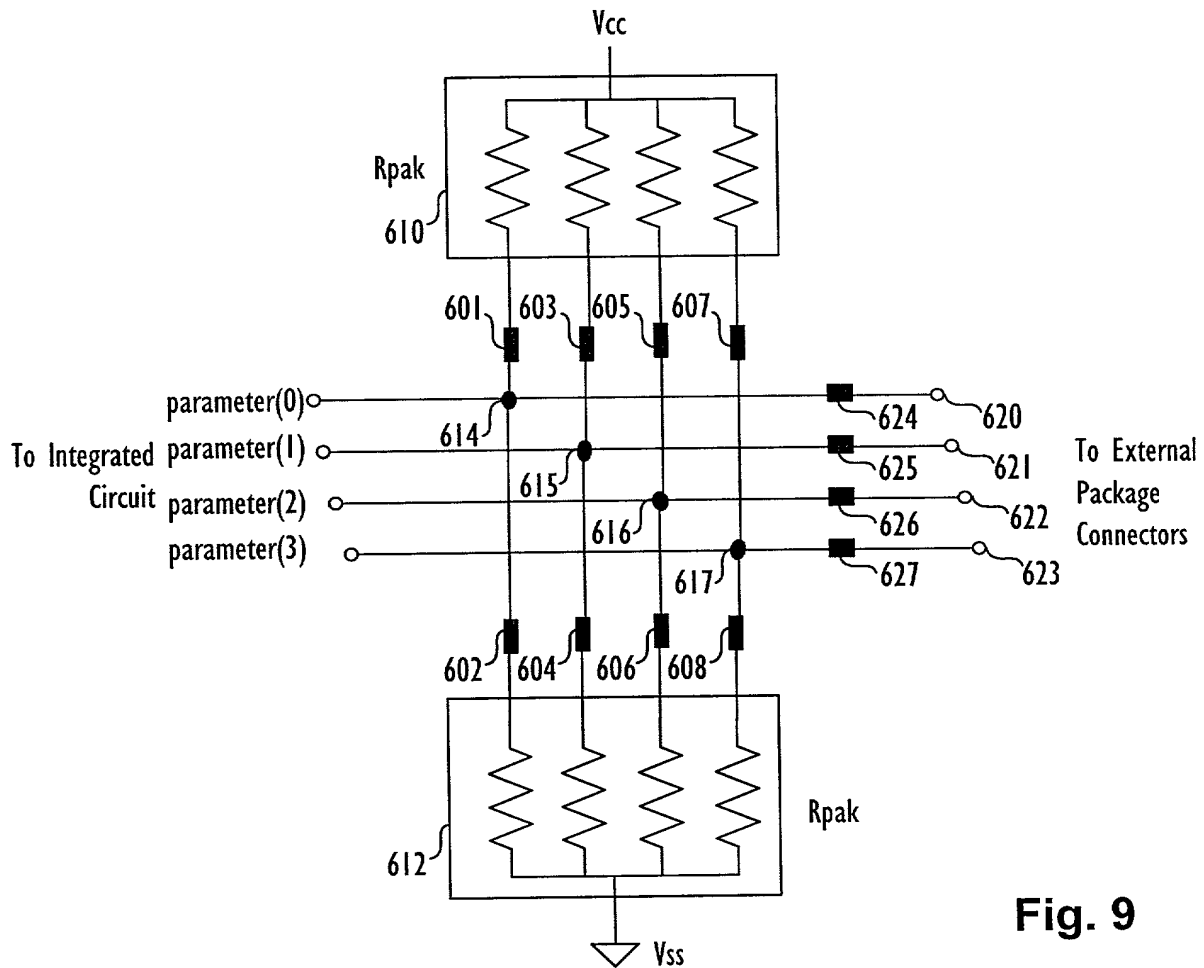 Vcc
Rpak
610
601
603
605
607
parameter(0)
614
624
620
To Integrated
Circuit
parameter(1)
615
625
621
To External
Package
Connectors
parameter(2)
616
626
622
parameter(3)
617
627
623
602
604
606
608
Rpak
612
Vss
Fig. 9